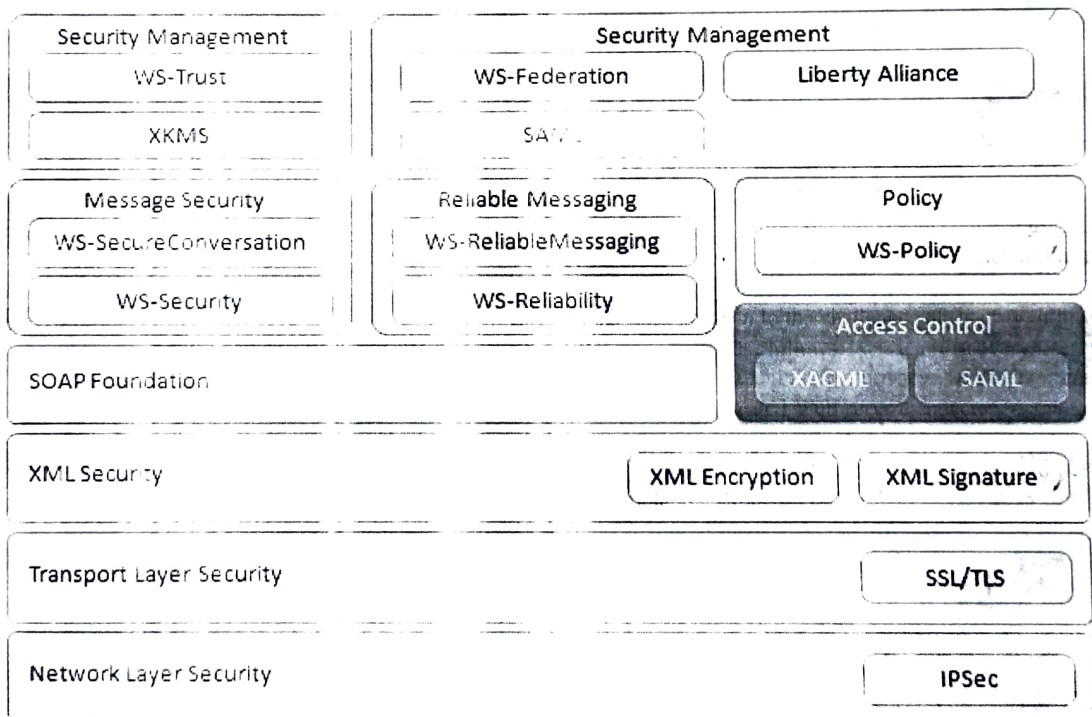 Security Management
WS-Trust
XKMS
Security Management
WS-Federation
Liberty Alliance
SAML
Message Security
WS-SecureConversation
WS-Security
Reliable Messaging
WS-ReliableMessaging
WS-Reliability
Policy
WS-Policy
Access Control
XACML
SAML
SOAP Foundation
XML Security
XML Encryption
XML Signature
Transport Layer Security
SSL/TLS
Network Layer Security
IPSec